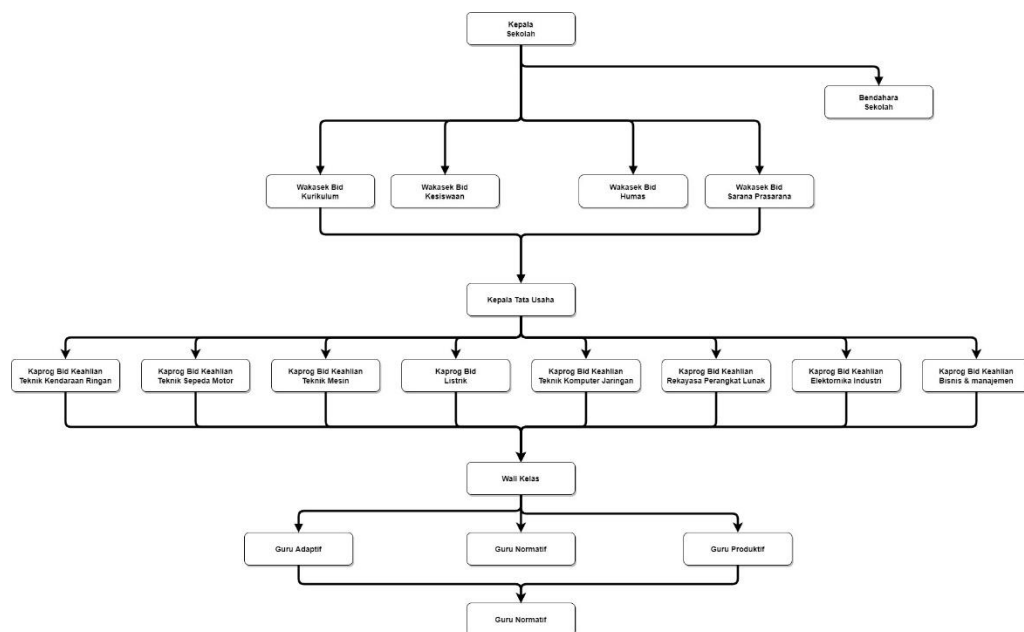 Kepala
Sekolah
Bendahara
Sekolah
Wakasek Bid
Kurikulum
Wakasek Bid
Kesiswaan
Wakasek Bid
Humas
Wakasek Bid
Sarana Prasarana
Kepala Tata Usaha
Kaprog Bid Keahlian
Teknik Kendaraan Ringan
Kaprog Bid Keahlian
Teknik Sepeda Motor
Kaprog Bid Keahlian
Teknik Mesin
Kaprog Bid
Listrik
Kaprog Bid Keahlian
Teknik Komputer Jaringan
Kaprog Bid Keahlian
Rekayasa Perangkat Lunak
Kaprog Bid Keahlian
Elektornika Industri
Kaprog Bid Keahlian
Bisnis & manajemen
Wali Kelas
Guru Adaptif
Guru Normatif
Guru Produktif
Guru Normatif